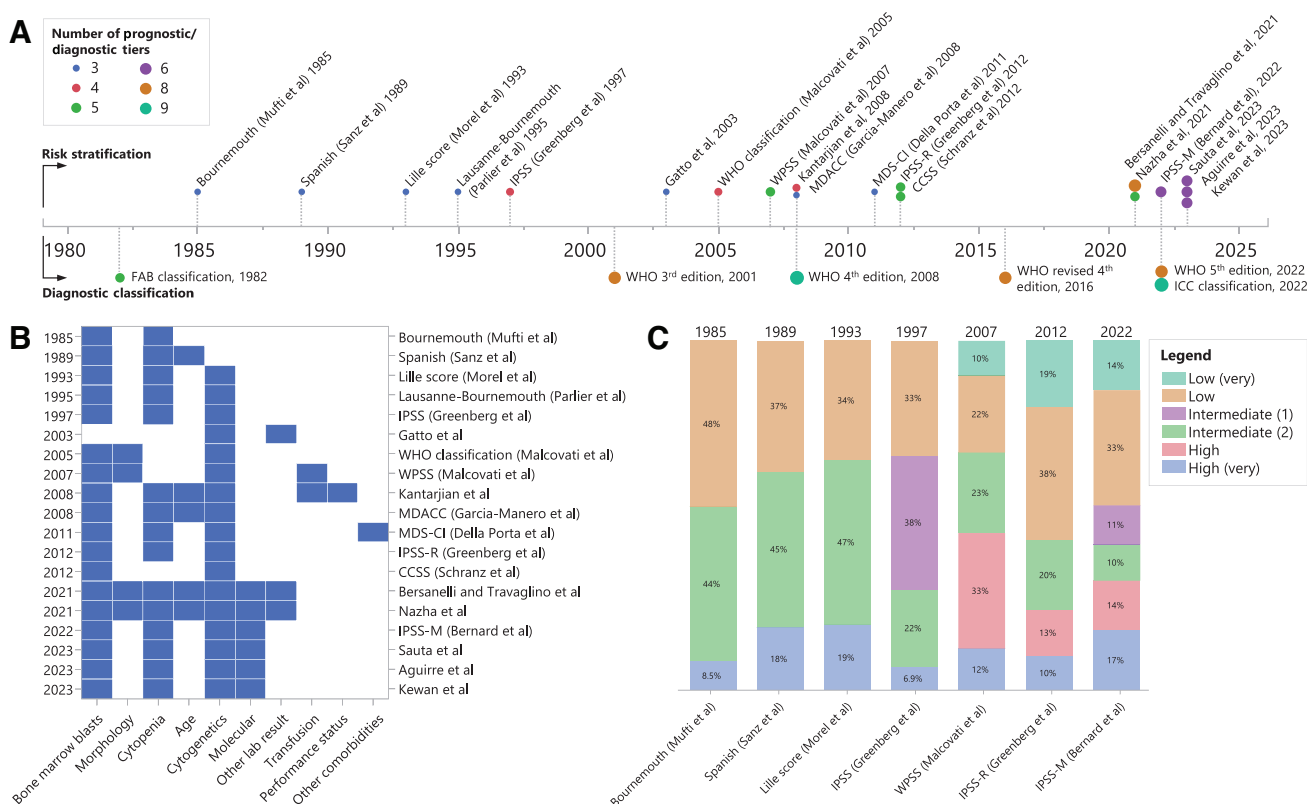 A
Number of prognostic/
diagnostic tiers
3
6
4
8
5
9
Risk stratification
Bournemouth (Mufti et al) 1985
Spanish (Sanz et al) 1989
Lille score (Morel et al) 1993
Lausanne-Bournemouth
(Parlier et al) 1995
IPSS (Greenberg et al) 1997
Gatto et al, 2003
WHO classification (Malcovati et al) 2005
WPSS (Malcovati et al) 2007
Kantarjian et al, 2008
MDACC (Garcia-Manero et al) 2008
MDS-CI (Della Porta et al) 2011
IPSS-R (Greenberg et al) 2012
CCSS (Schranz et al) 2012
Bersanelli and Travaglino et al, 2021
Nazha et al, 2021
IPSS-M (Bernard et al), 2022
Sauta et al, 2023
Aguirre et al, 2023
Kewan et al, 2023
1980 1985 1990 1995 2000 2005 2010 2015 2020 2025
Diagnostic classification
FAB classification, 1982
WHO 3rd edition, 2001
WHO 4th edition, 2008
WHO revised 4th
edition, 2016
WHO 5th edition, 2022
ICC classification, 2022
B
1985 Bournemouth (Mufti et al)
1989 Spanish (Sanz et al)
1993 Lille score (Morel et al)
1995 Lausanne-Bournemouth (Parlier et al)
1997 IPSS (Greenberg et al)
2003 Gatto et al
2005 WHO classification (Malcovati et al)
2007 WPSS (Malcovati et al)
2008 Kantarjian et al
2008 MDACC (Garcia-Manero et al)
2011 MDS-CI (Della Porta et al)
2012 IPSS-R (Greenberg et al)
2012 CCSS (Schranz et al)
2021 Bersanelli and Travaglino et al
2021 Nazha et al
2022 IPSS-M (Bernard et al)
2023 Sauta et al
2023 Aguirre et al
2023 Kewan et al
Bone marrow blasts
Morphology
Cytopenia
Age
Cytogenetics
Molecular
Other lab result
Transfusion
Performance status
Other comorbidities
C
1985 1989 1993 1997 2007 2012 2022
48%
44%
8.5%
37%
45%
18%
34%
47%
19%
33%
38%
22%
6.9%
10%
22%
23%
33%
12%
19%
38%
20%
13%
10%
14%
33%
11%
10%
14%
17%
Bournemouth (Mufti et al)
Spanish (Sanz et al)
Lille score (Morel et al)
IPSS (Greenberg et al)
WPSS (Malcovati et al)
IPSS-R (Greenberg et al)
IPSS-M (Bernard et al)
Legend
Low (very)
Low
Intermediate (1)
Intermediate (2)
High
High (very)